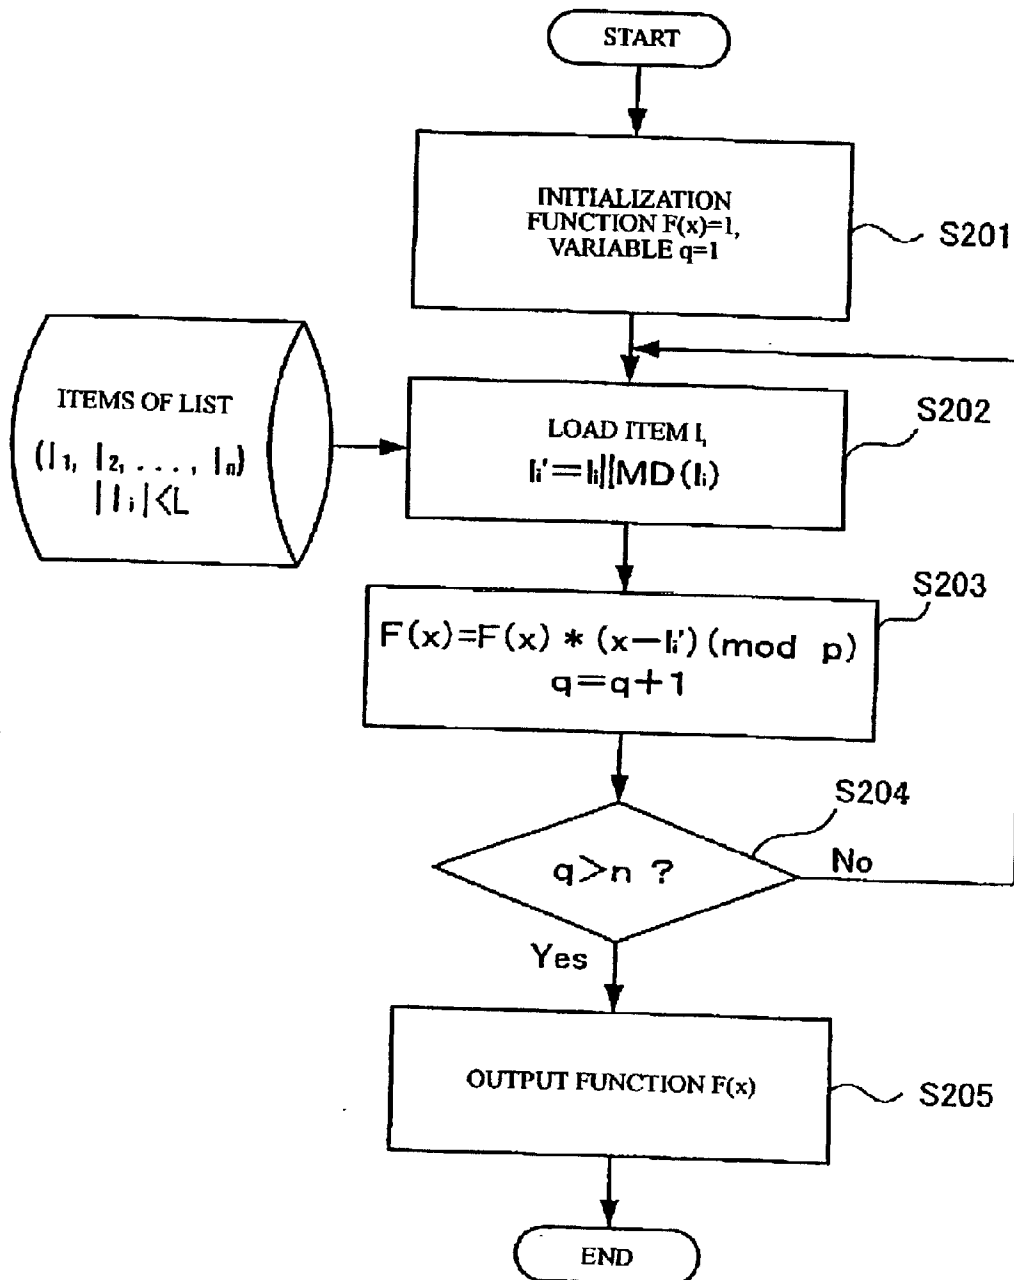 START
INITIALIZATION
FUNCTION F(x)=1,
VARIABLE q=1
S201
ITEMS OF LIST
(I₁, I₂, ..., Iₙ)
|Iᵢ|<L
S202
LOAD ITEM Iᵢ
Iᵢ'=Iᵢ||MD(Iᵢ)
S203
F(x)=F(x) * (x-Iᵢ') (mod p)
q=q+1
S204
q>n ?
No
Yes
OUTPUT FUNCTION F(x)
S205
END